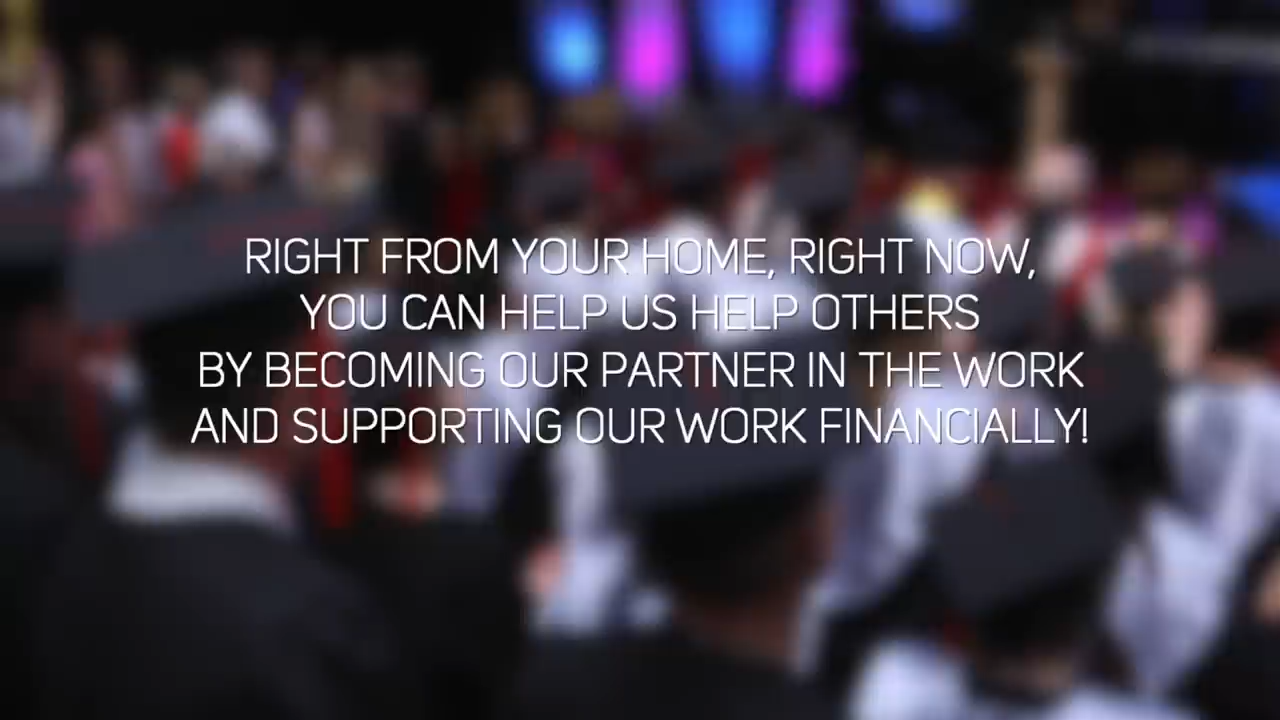 RIGHT FROM YOUR HOME, RIGHT NOW,
YOU CAN HELP US HELP OTHERS
BY BECOMING OUR PARTNER IN THE WORK
AND SUPPORTING OUR WORK FINANCIALLY!